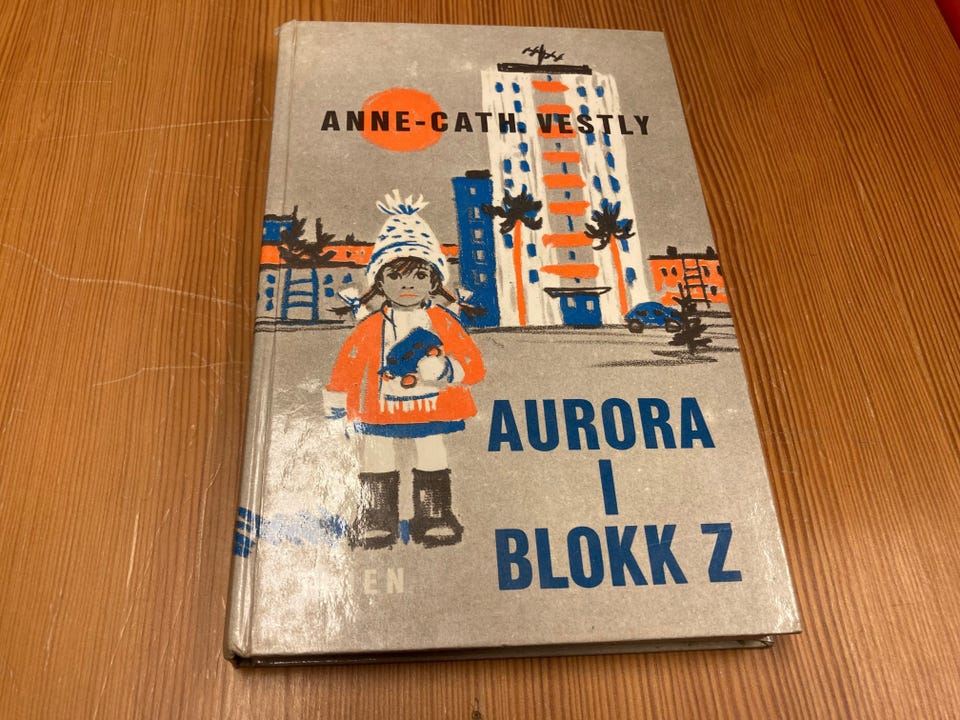 ANNE-CATH. VESTLY
AURORA
I
BLOKK Z